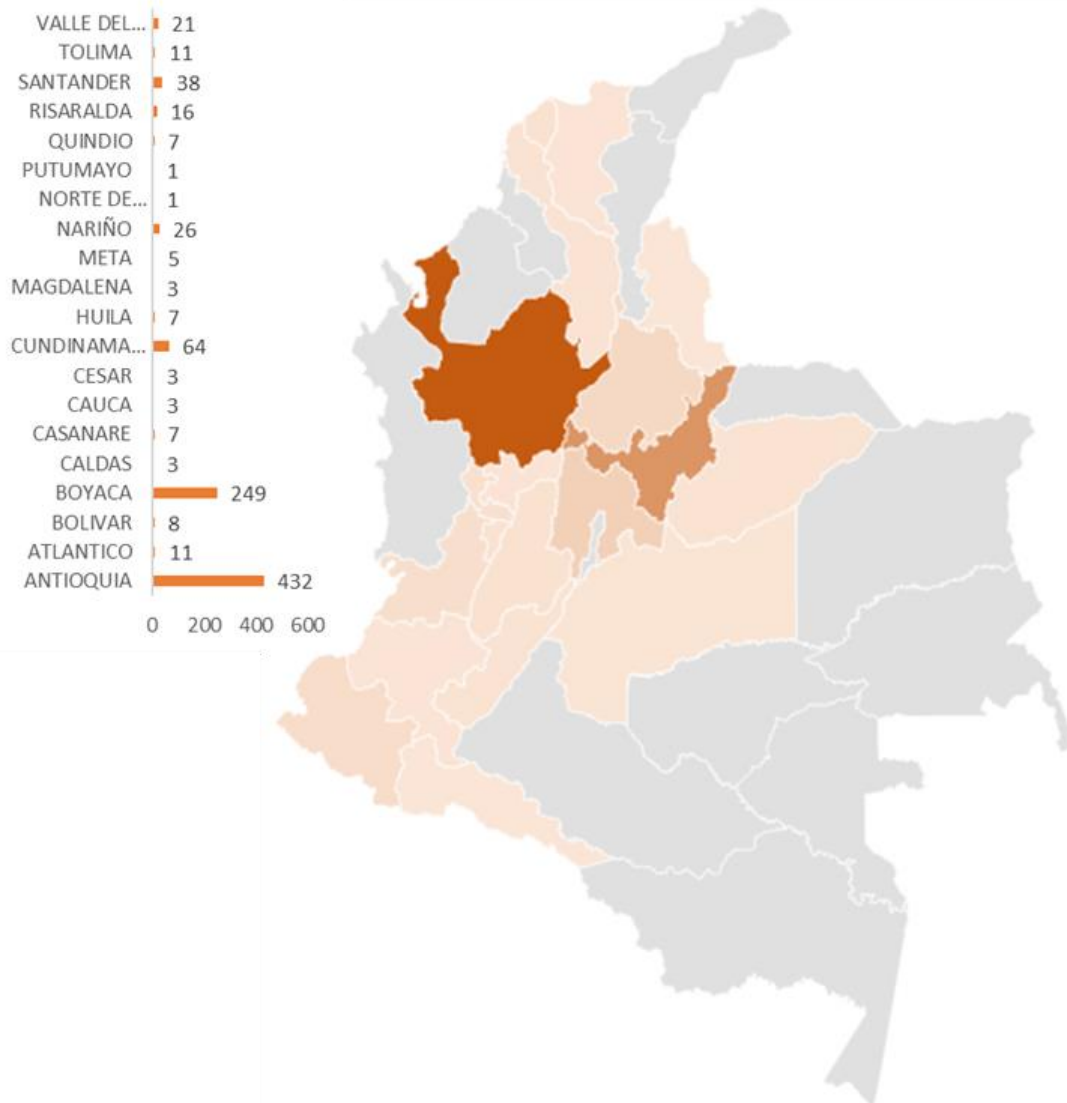 VALLE DEL... 21
TOLIMA 11
SANTANDER 38
RISARALDA 16
QUINDIO 7
PUTUMAYO 1
NORTE DE... 1
NARIÑO 26
META 5
MAGDALENA 3
HUILA 7
CUNDINAMA... 64
CESAR 3
CAUCA 3
CASANARE 7
CALDAS 3
BOYACA 249
BOLIVAR 8
ATLANTICO 11
ANTIOQUIA 432
0 200 400 600